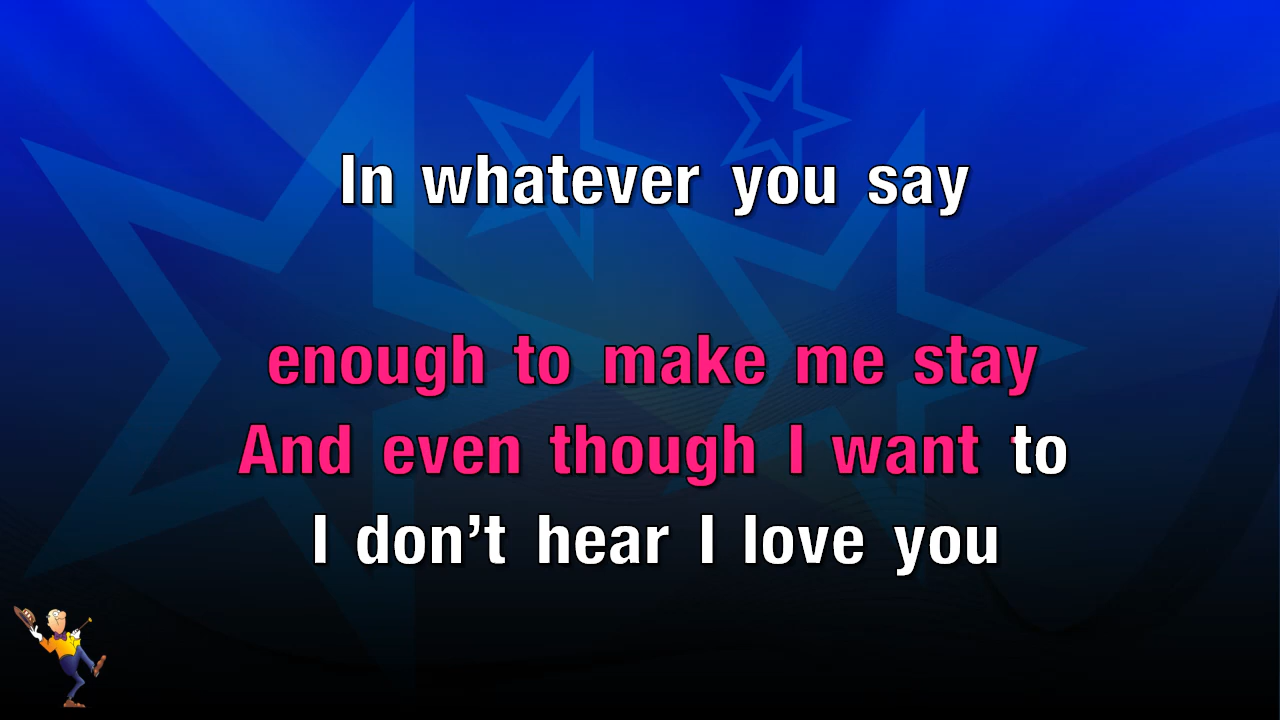 In whatever you say
enough to make me stay
And even though I want to
I don’t hear I love you